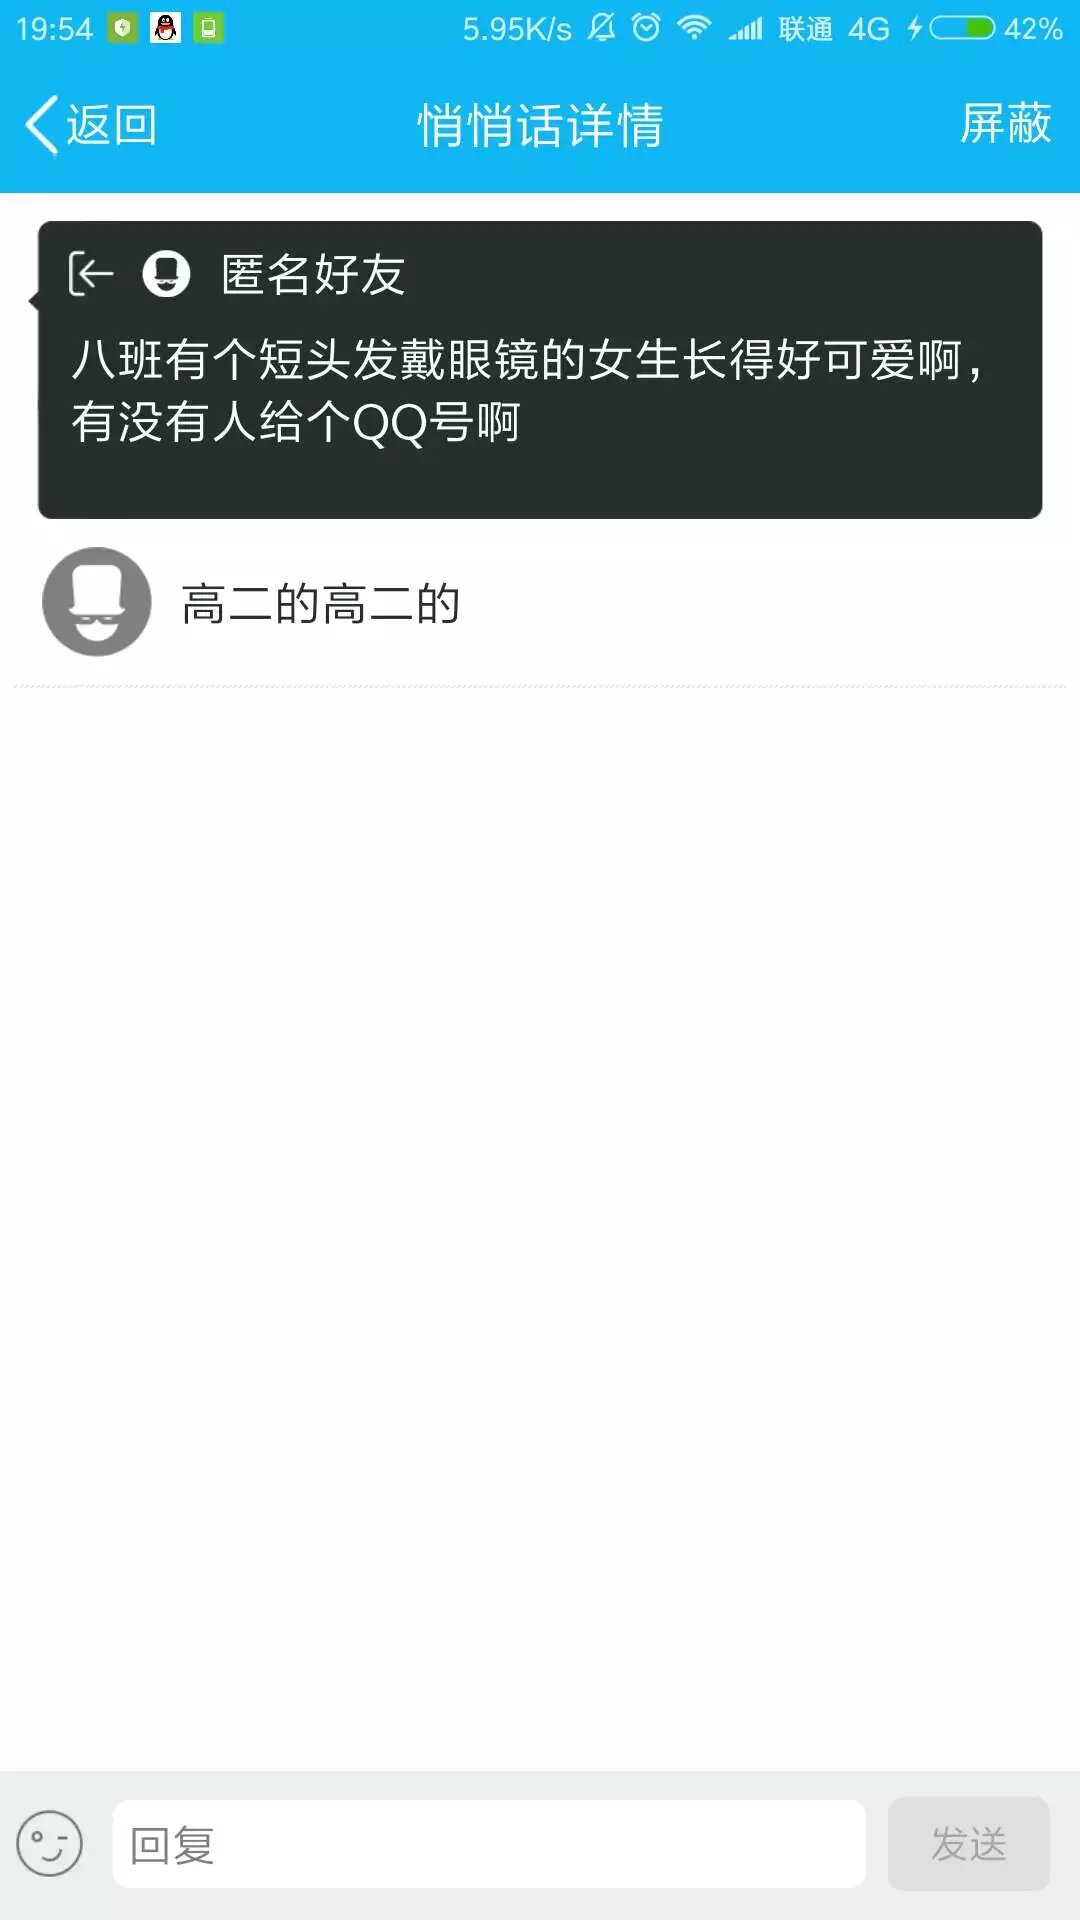 19:54 5.95K/s 联通 4G 42%
返回 悄悄话详情 屏蔽
匿名好友
八班有个短头发戴眼镜的女生长得好可爱啊，
有没有人给个QQ号啊
高二的高二的
回复 发送